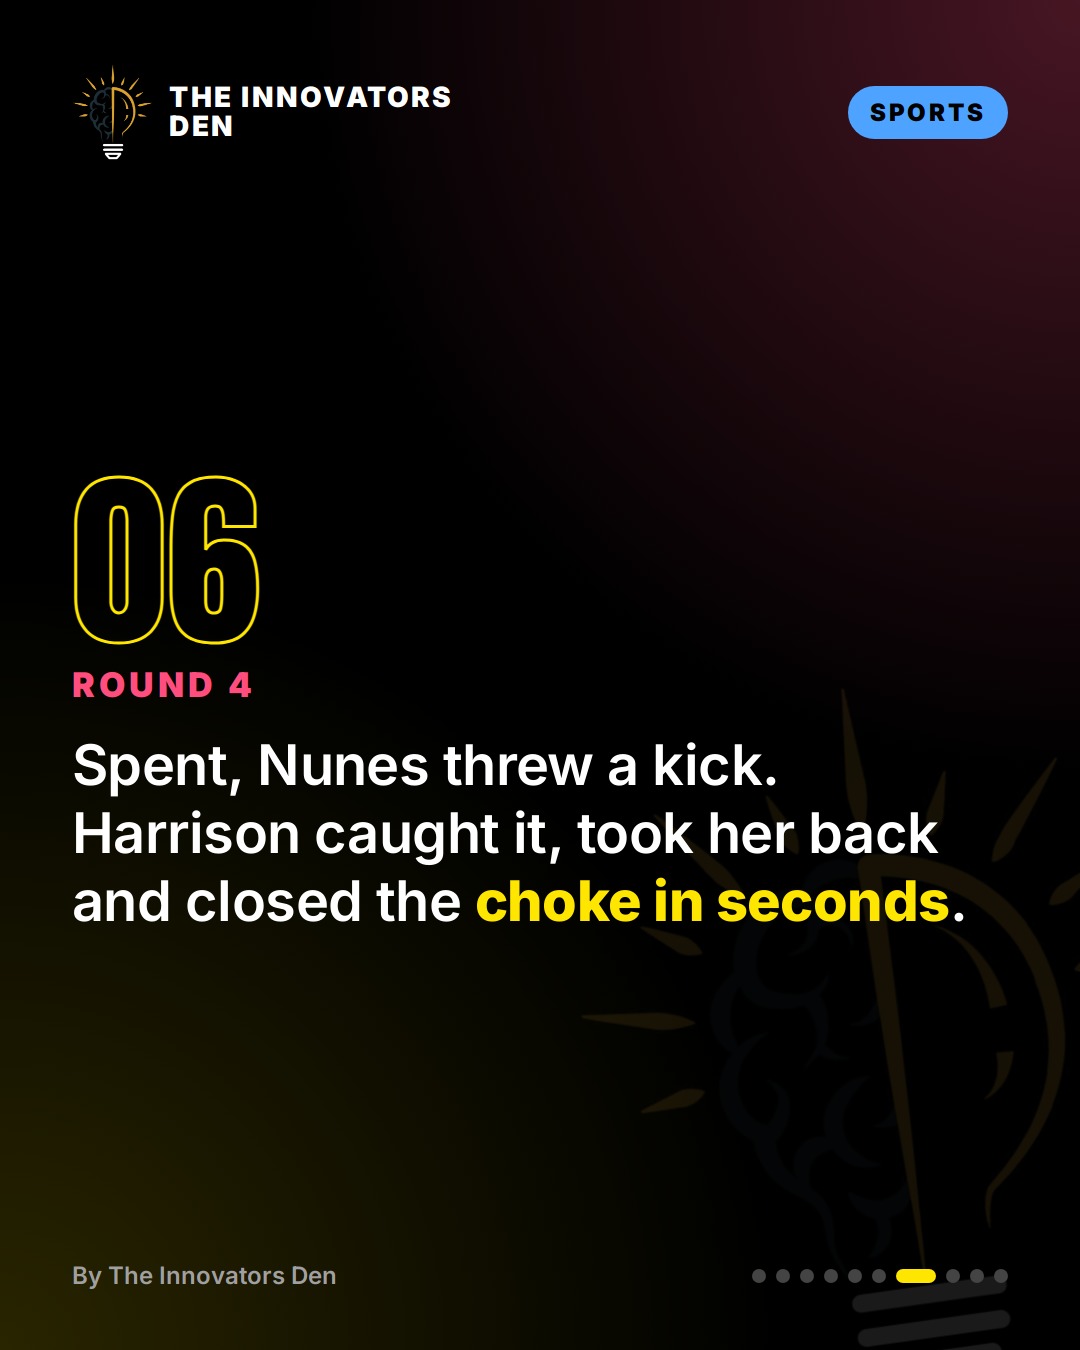 THE INNOVATORS
DEN
SPORTS
06
ROUND 4
Spent, Nunes threw a kick.
Harrison caught it, took her back
and closed the choke in seconds.
By The Innovators Den